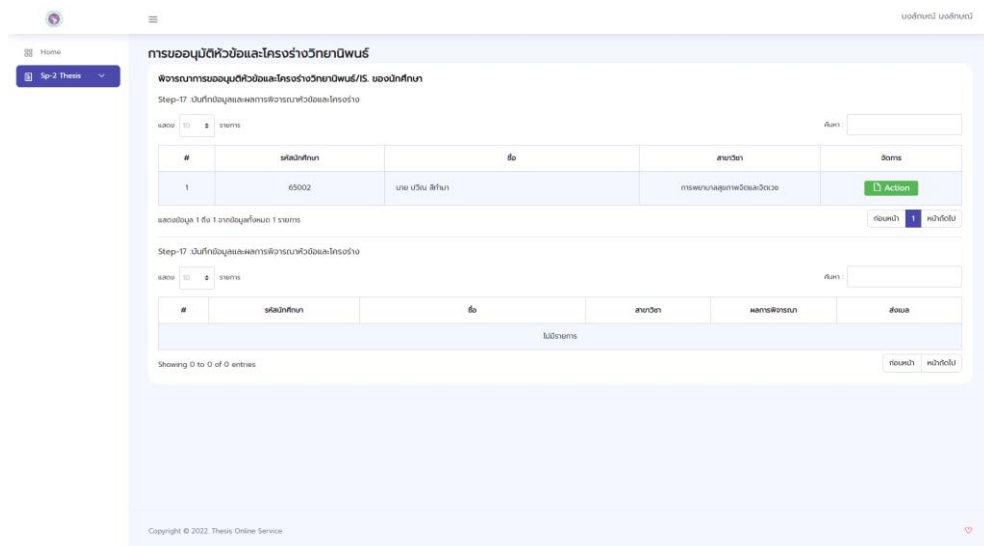 นงลักษณ์ นงลักษณ์
Home
Sp-2 Thesis
การขออนุมัติหัวข้อและโครงร่างวิทยานิพนธ์
พิจารณาการขออนุมติหัวข้อและโครงร่างวิทยานิพนธ์/IS. ของนักศึกษา
Step-17 :บันทึกข้อมูลและผลการพิจารณาหัวข้อและโครงร่าง
แสดง 10 รายการ ค้นหา :
# รหัสนักศึกษา ชื่อ สาขาวิชา จัดการ
1 65002 นาย ปวีณ สีคำมา การพยาบาลสุขภาพจิตและจิตเวช Action
แสดงข้อมูล 1 ถึง 1 จากข้อมูลทั้งหมด 1 รายการ ก่อนหน้า 1 หน้าถัดไป
Step-17 :บันทึกข้อมูลและผลการพิจารณาหัวข้อและโครงร่าง
แสดง 10 รายการ ค้นหา :
# รหัสนักศึกษา ชื่อ สาขาวิชา ผลการพิจารณา ส่งเมล
ไม่มีรายการ
Showing 0 to 0 of 0 entries ก่อนหน้า หน้าถัดไป
Copyright © 2022. Thesis Online Service